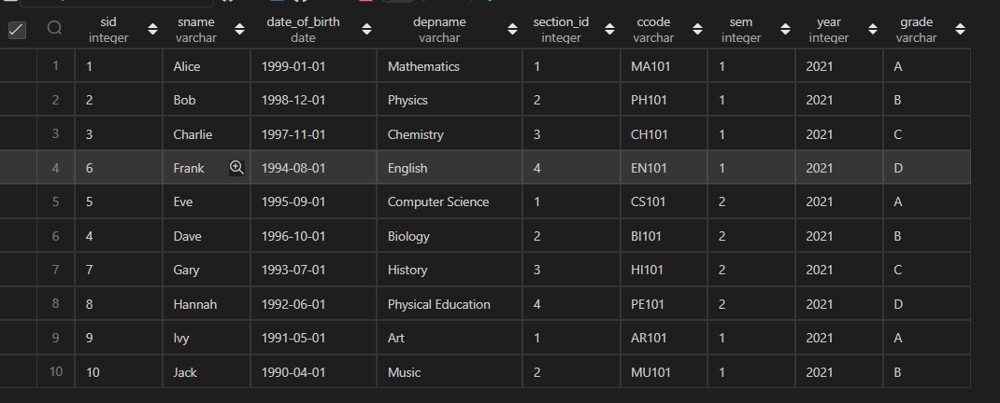 sid sname date_of_birth depname section_id ccode sem year grade
integer varchar date varchar integer varchar integer integer varchar
1 1 Alice 1999-01-01 Mathematics 1 MA101 1 2021 A
2 2 Bob 1998-12-01 Physics 2 PH101 1 2021 B
3 3 Charlie 1997-11-01 Chemistry 3 CH101 1 2021 C
4 6 Frank 1994-08-01 English 4 EN101 1 2021 D
5 5 Eve 1995-09-01 Computer Science 1 CS101 2 2021 A
6 4 Dave 1996-10-01 Biology 2 BI101 2 2021 B
7 7 Gary 1993-07-01 History 3 HI101 2 2021 C
8 8 Hannah 1992-06-01 Physical Education 4 PE101 2 2021 D
9 9 Ivy 1991-05-01 Art 1 AR101 1 2021 A
10 10 Jack 1990-04-01 Music 2 MU101 1 2021 B